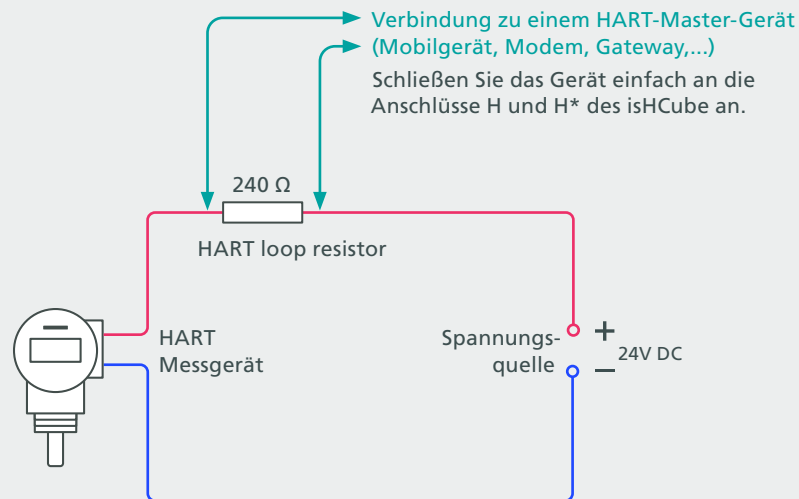 Verbindung zu einem HART-Master-Gerät
(Mobilgerät, Modem, Gateway,...)
Schließen Sie das Gerät einfach an die
Anschlüsse H und H* des isHCube an.
240 Ω
HART loop resistor
HART
Messgerät
Spannungs-
quelle
+
24V DC
−